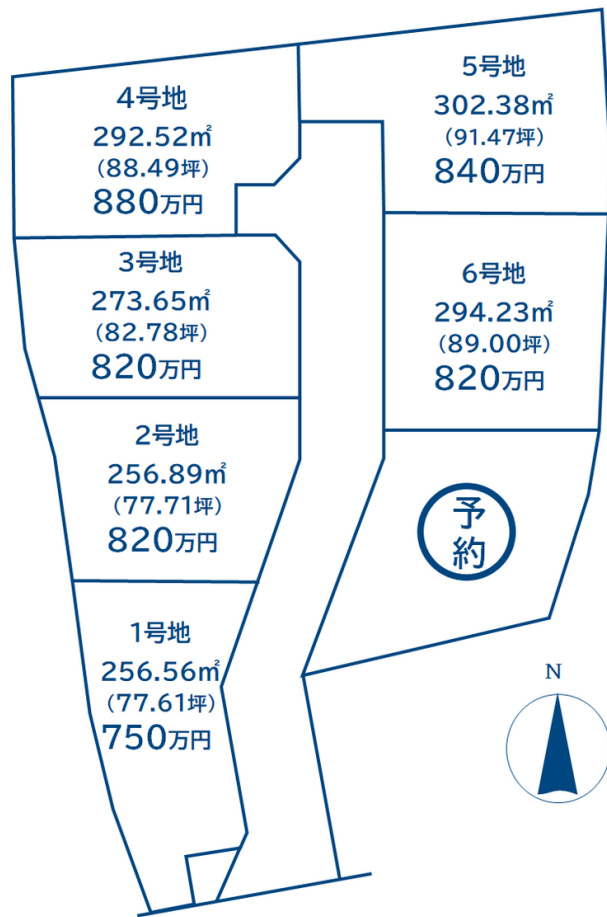 4号地
292.52㎡
(88.49坪)
880万円
5号地
302.38㎡
(91.47坪)
840万円
3号地
273.65㎡
(82.78坪)
820万円
6号地
294.23㎡
(89.00坪)
820万円
2号地
256.89㎡
(77.71坪)
820万円
予
約
1号地
256.56㎡
(77.61坪)
750万円
N